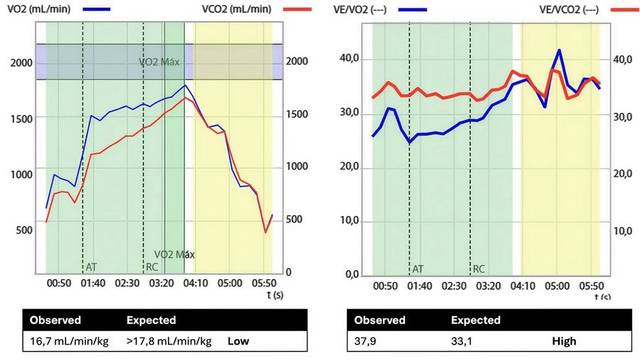 VO2 (mL/min) VCO2 (mL/min)
2000
1500
1000
500
2000
1500
1000
500
0
VO2 Máx
VO2 Máx
AT
RC
00:50 01:40 02:30 03:20 04:10 05:00 05:50
t (s)
Observed Expected
16,7 mL/min/kg >17,8 mL/min/kg Low
VE/VO2 (---) VE/VCO2 (---)
40,0
30,0
20,0
10,0
0,0
40,0
30,0
20,0
10,0
AT
RC
00:50 01:40 02:30 03:20 04:10 05:00 05:50
t (s)
Observed Expected
37,9 33,1 High